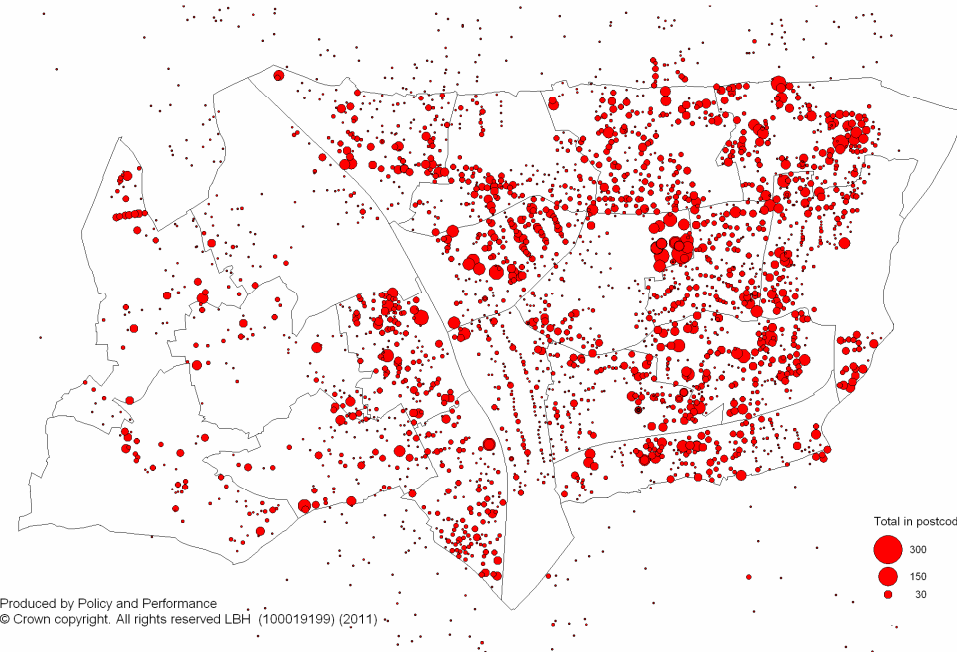 Total in postcod
300
150
30
Produced by Policy and Performance
© Crown copyright. All rights reserved LBH (100019199) (2011)